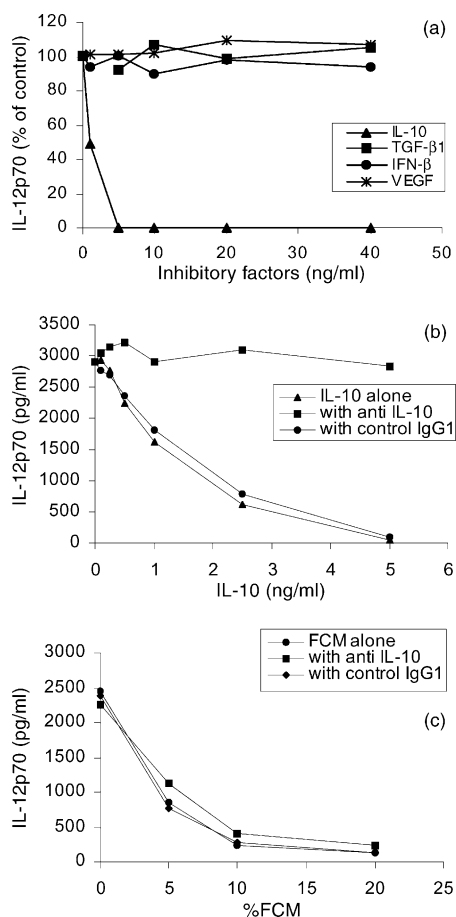 (a)
IL-12p70 (% of control)
120
100
80
60
40
20
0
IL-10
TGF-β1
IFN-β
VEGF
0 10 20 30 40 50
Inhibitory factors (ng/ml)
(b)
IL-12p70 (pg/ml)
3500
3000
2500
2000
1500
1000
500
0
IL-10 alone
with anti IL-10
with control IgG1
0 1 2 3 4 5 6
IL-10 (ng/ml)
(c)
IL-12p70 (pg/ml)
3000
2500
2000
1500
1000
500
0
FCM alone
with anti IL-10
with control IgG1
0 5 10 15 20 25
%FCM